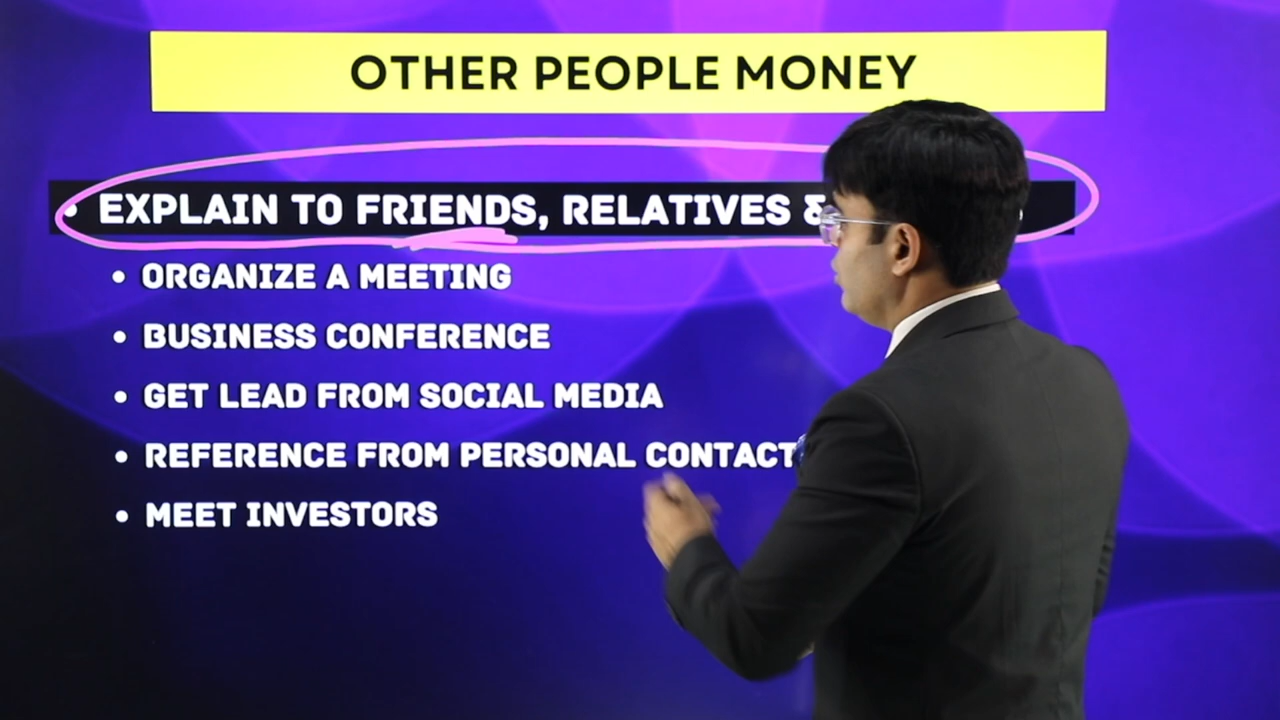 OTHER PEOPLE MONEY
• EXPLAIN TO FRIENDS, RELATIVES &
• ORGANIZE A MEETING
• BUSINESS CONFERENCE
• GET LEAD FROM SOCIAL MEDIA
• REFERENCE FROM PERSONAL CONTACT
• MEET INVESTORS